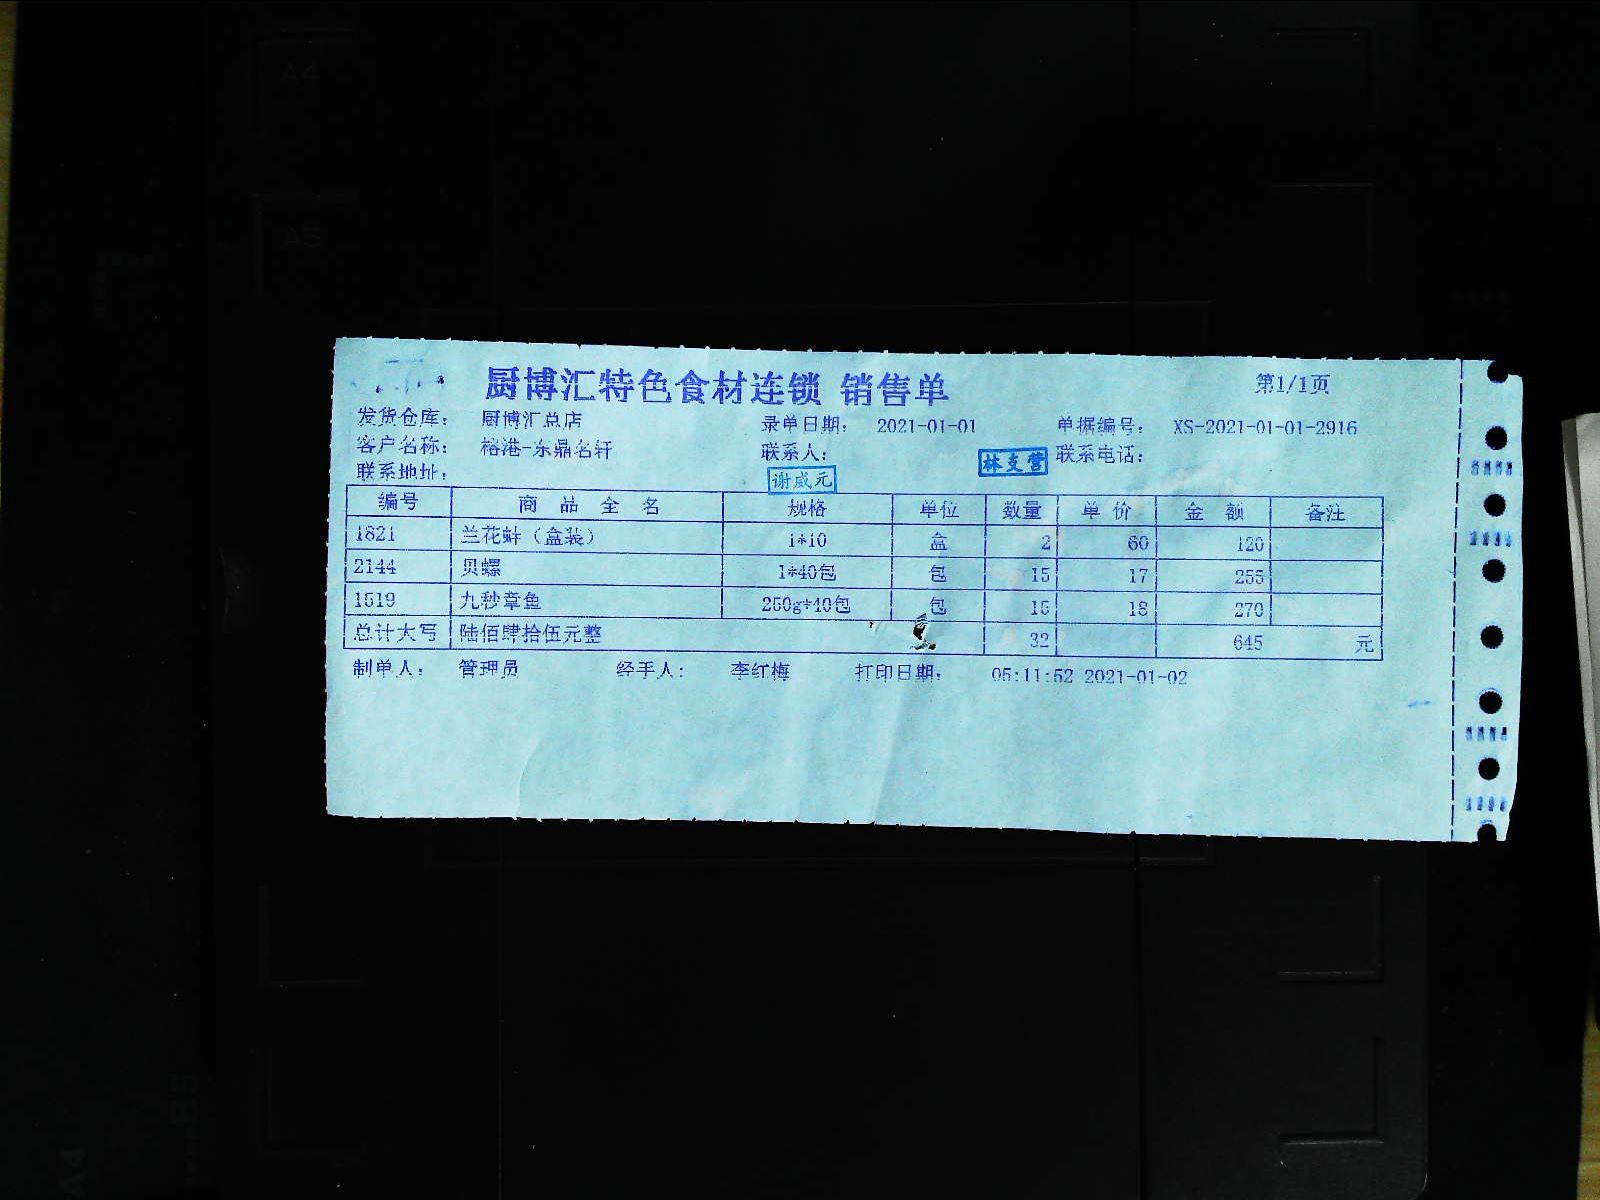 厨博汇特色食材连锁 销售单 第1/1页
发货仓库： 厨博汇总店 录单日期： 2021-01-01 单据编号： XS-2021-01-01-2916
客户名称： 榕港-东鼎名轩 联系人： 林支营 联系电话：
联系地址： 谢威元
编号 商 品 全 名 规格 单位 数量 单 价 金 额 备注
1821 兰花蚌（盒装） 1*10 盒 2 60 120
2144 贝螺 1*40包 包 15 17 255
1519 九秒章鱼 250g*40包 包 15 18 270
总计大写 陆佰肆拾伍元整 32 645 元
制单人： 管理员 经手人： 李红梅 打印日期： 05:11:52 2021-01-02
A4
B5
A4